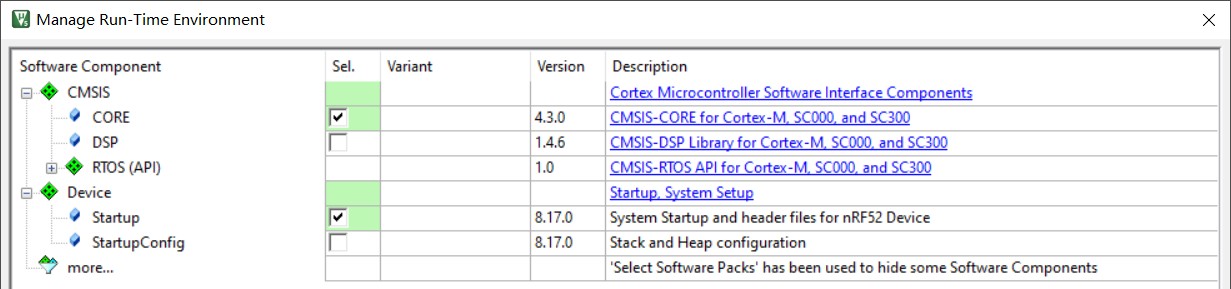 Manage Run-Time Environment
Software Component Sel. Variant Version Description
CMSIS Cortex Microcontroller Software Interface Components
CORE 4.3.0 CMSIS-CORE for Cortex-M, SC000, and SC300
DSP 1.4.6 CMSIS-DSP Library for Cortex-M, SC000, and SC300
RTOS (API) 1.0 CMSIS-RTOS API for Cortex-M, SC000, and SC300
Device Startup, System Setup
Startup 8.17.0 System Startup and header files for nRF52 Device
StartupConfig 8.17.0 Stack and Heap configuration
more... 'Select Software Packs' has been used to hide some Software Components